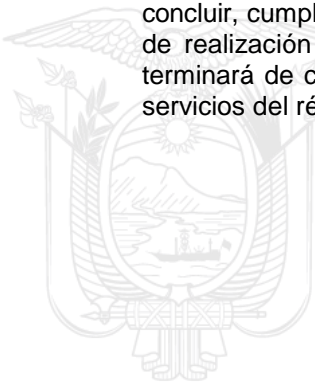 concluir, cumpl
de realización
terminará de c
servicios del ré